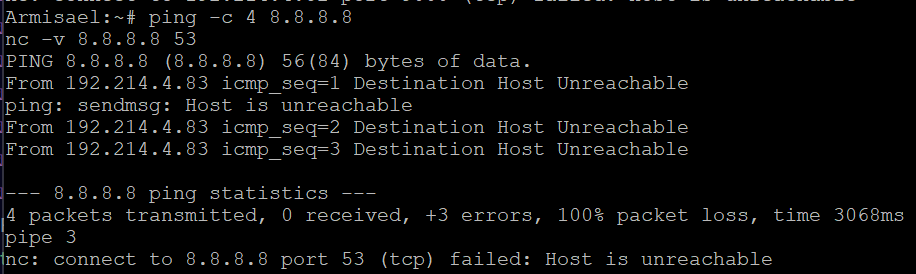 Armisael:~# ping -c 4 8.8.8.8
nc -v 8.8.8.8 53
PING 8.8.8.8 (8.8.8.8) 56(84) bytes of data.
From 192.214.4.83 icmp_seq=1 Destination Host Unreachable
ping: sendmsg: Host is unreachable
From 192.214.4.83 icmp_seq=2 Destination Host Unreachable
From 192.214.4.83 icmp_seq=3 Destination Host Unreachable

--- 8.8.8.8 ping statistics ---
4 packets transmitted, 0 received, +3 errors, 100% packet loss, time 3068ms
pipe 3
nc: connect to 8.8.8.8 port 53 (tcp) failed: Host is unreachable